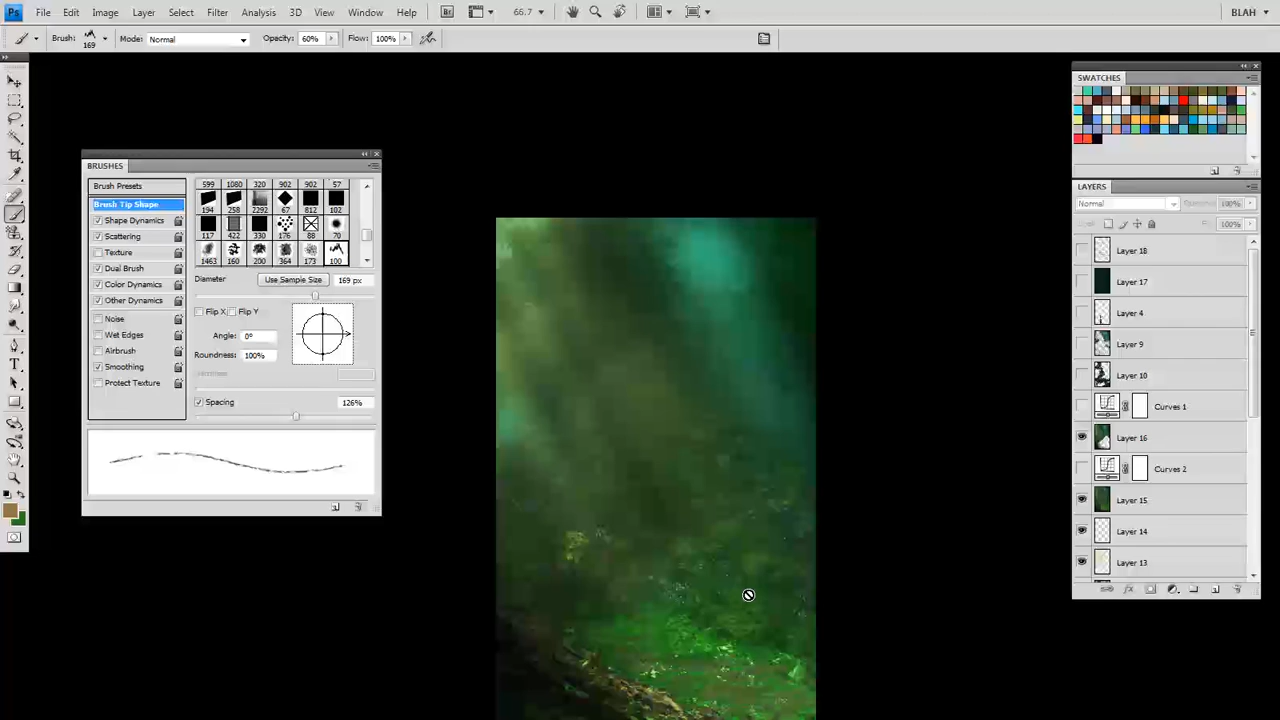 Ps File Edit Image Layer Select Filter Analysis 3D View Window Help Br 66.7 BLAH
Brush: 169 Mode: Normal Opacity: 60% Flow: 100%
SWATCHES
BRUSHES
Brush Presets
Brush Tip Shape
Shape Dynamics
Scattering
Texture
Dual Brush
Color Dynamics
Other Dynamics
Noise
Wet Edges
Airbrush
Smoothing
Protect Texture
599 1080 320 902 902 57
194 258 2292 67 812 102
117 422 330 176 88 70
1463 160 200 364 173 100
Diameter Use Sample Size 169 px
Flip X Flip Y
Angle: 0°
Roundness: 100%
Spacing 126%
LAYERS
Normal Opacity: 100%
Lock: Fill: 100%
Layer 18
Layer 17
Layer 4
Layer 9
Layer 10
Curves 1
Layer 16
Curves 2
Layer 15
Layer 14
Layer 13
T